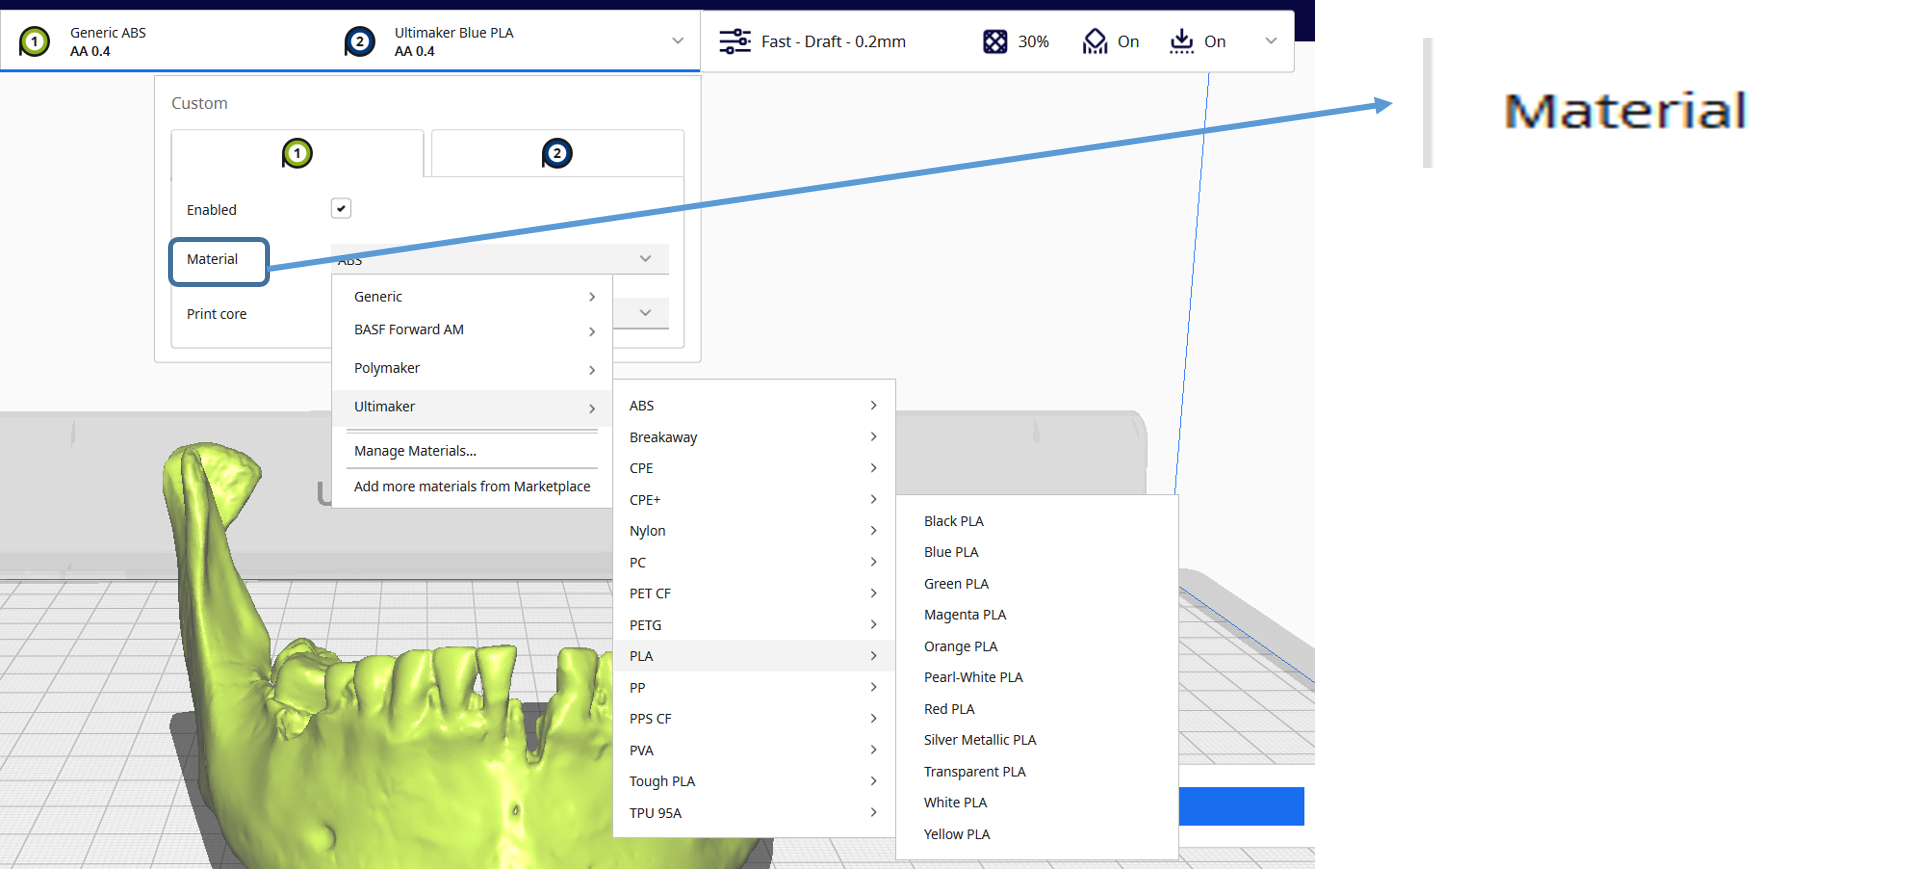 Generic ABS
AA 0.4
Ultimaker Blue PLA
AA 0.4
Fast - Draft - 0.2mm
30%
On
On
Custom
1
2
1
2
Enabled
Material
ABS
Print core
Generic
BASF Forward AM
Polymaker
Ultimaker
Manage Materials...
Add more materials from Marketplace
ABS
Breakaway
CPE
CPE+
Nylon
PC
PET CF
PETG
PLA
PP
PPS CF
PVA
Tough PLA
TPU 95A
Black PLA
Blue PLA
Green PLA
Magenta PLA
Orange PLA
Pearl-White PLA
Red PLA
Silver Metallic PLA
Transparent PLA
White PLA
Yellow PLA
Material